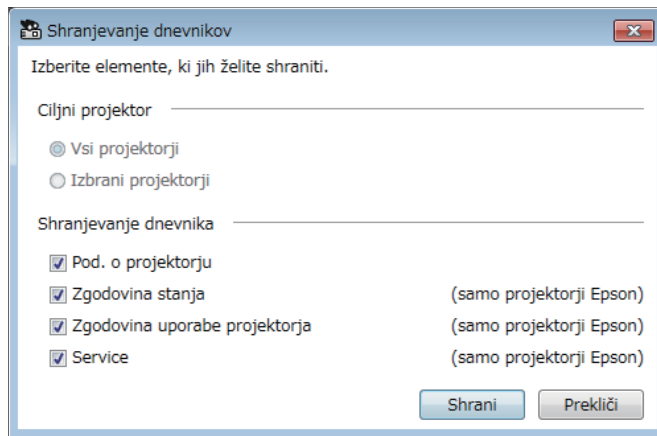 Shranjevanje dnevnikov
Izberite elemente, ki jih želite shraniti.
Ciljni projektor
Vsi projektorji
Izbrani projektorji
Shranjevanje dnevnika
Pod. o projektorju
Zgodovina stanja (samo projektorji Epson)
Zgodovina uporabe projektorja (samo projektorji Epson)
Service (samo projektorji Epson)
Shrani Prekliči